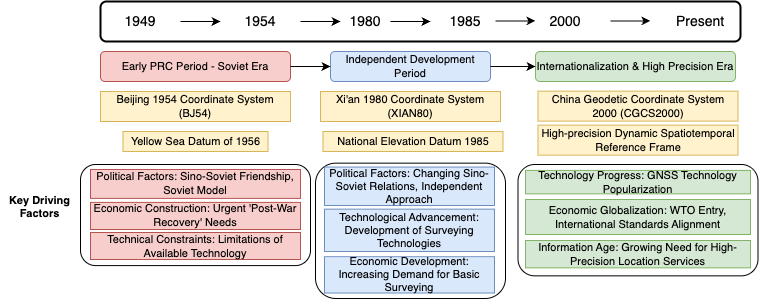 1949 1954 1980 1985 2000 Present
Early PRC Period - Soviet Era
Independent Development
Period
Internationalization & High Precision Era
Beijing 1954 Coordinate System
(BJ54)
Xi'an 1980 Coordinate System
(XIAN80)
China Geodetic Coordinate System
2000 (CGCS2000)
Yellow Sea Datum of 1956
National Elevation Datum 1985
High-precision Dynamic Spatiotemporal
Reference Frame
Key Driving
Factors
Political Factors: Sino-Soviet Friendship,
Soviet Model
Economic Construction: Urgent 'Post-War
Recovery' Needs
Technical Constraints: Limitations of
Available Technology
Political Factors: Changing Sino-
Soviet Relations, Independent
Approach
Technological Advancement:
Development of Surveying
Technologies
Economic Development:
Increasing Demand for Basic
Surveying
Technology Progress: GNSS Technology
Popularization
Economic Globalization: WTO Entry,
International Standards Alignment
Information Age: Growing Need for High-
Precision Location Services